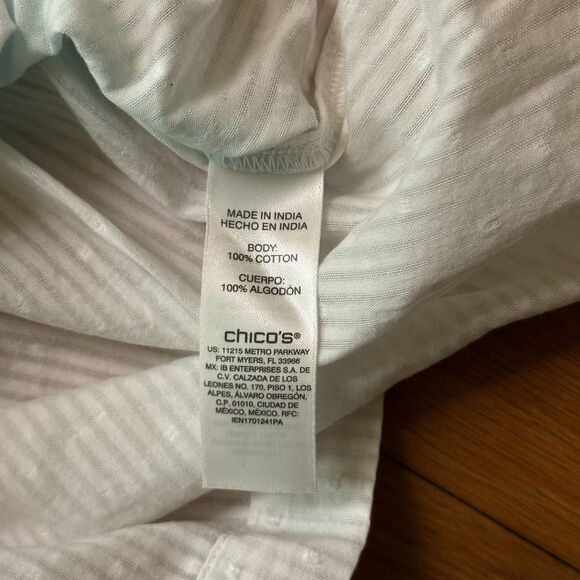 MADE IN INDIA
HECHO EN INDIA
BODY:
100% COTTON
CUERPO:
100% ALGODÓN
chico's®
US: 11215 METRO PARKWAY
FORT MYERS, FL 33966
MX: IB ENTERPRISES S.A. DE
C.V. CALZADA DE LOS
LEONES NO. 170, PISO 1, LOS
ALPES, ÁLVARO OBREGÓN,
C.P. 01010, CIUDAD DE
MÉXICO, MÉXICO. RFC:
IEN1701241PA